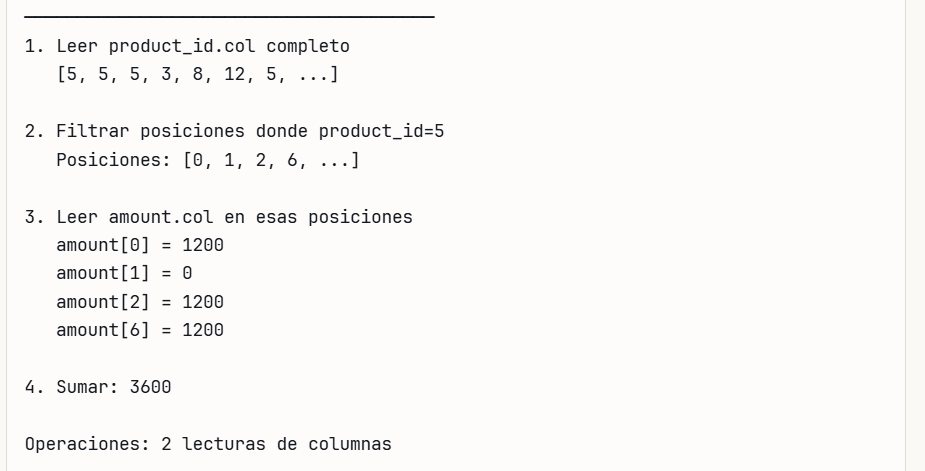 1. Leer product_id.col completo
[5, 5, 5, 3, 8, 12, 5, ...]
2. Filtrar posiciones donde product_id=5
Posiciones: [0, 1, 2, 6, ...]
3. Leer amount.col en esas posiciones
amount[0] = 1200
amount[1] = 0
amount[2] = 1200
amount[6] = 1200
4. Sumar: 3600
Operaciones: 2 lecturas de columnas